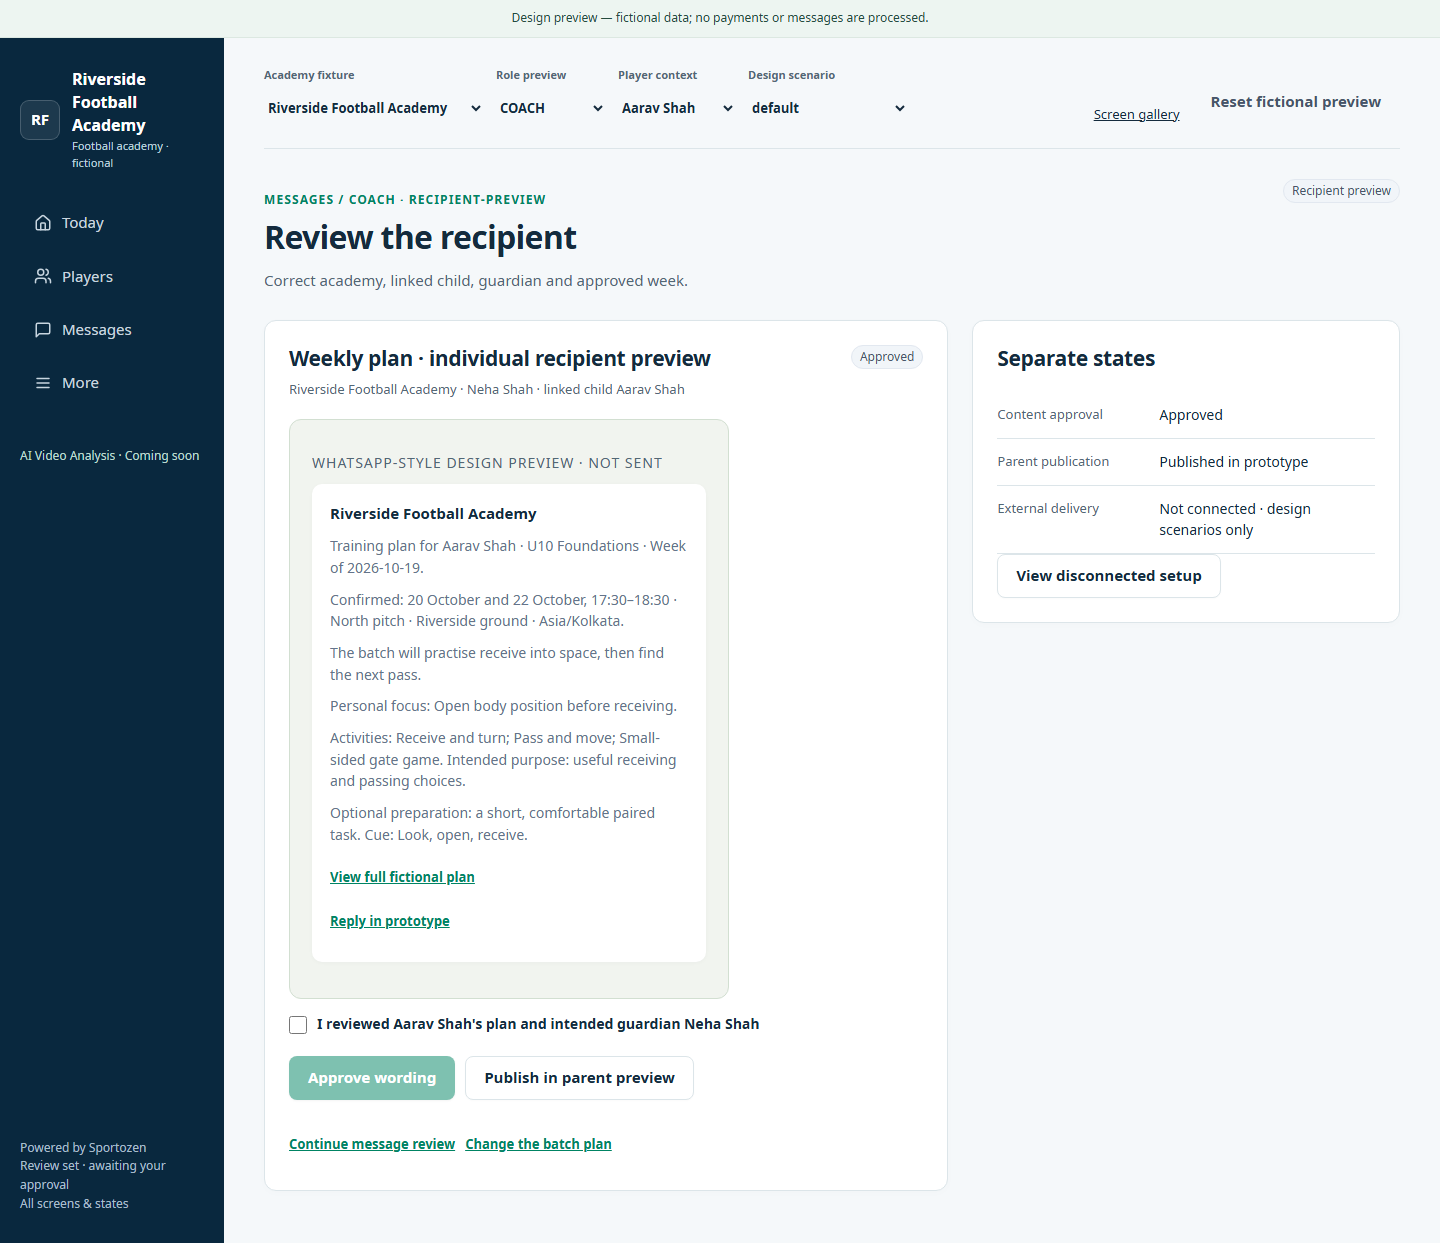 Design preview — fictional data; no payments or messages are processed.
RF
Riverside
Football
Academy
Football academy ·
fictional
Today
Players
Messages
More
AI Video Analysis · Coming soon
Powered by Sportozen
Review set · awaiting your
approval
All screens & states
Academy fixture
Riverside Football Academy
Role preview
COACH
Player context
Aarav Shah
Design scenario
default
Screen gallery
Reset fictional preview
MESSAGES / COACH · RECIPIENT-PREVIEW
Recipient preview
Review the recipient
Correct academy, linked child, guardian and approved week.
Weekly plan · individual recipient preview
Approved
Riverside Football Academy · Neha Shah · linked child Aarav Shah
WHATSAPP-STYLE DESIGN PREVIEW · NOT SENT
Riverside Football Academy
Training plan for Aarav Shah · U10 Foundations · Week
of 2026-10-19.
Confirmed: 20 October and 22 October, 17:30–18:30 ·
North pitch · Riverside ground · Asia/Kolkata.
The batch will practise receive into space, then find
the next pass.
Personal focus: Open body position before receiving.
Activities: Receive and turn; Pass and move; Small-
sided gate game. Intended purpose: useful receiving
and passing choices.
Optional preparation: a short, comfortable paired
task. Cue: Look, open, receive.
View full fictional plan
Reply in prototype
I reviewed Aarav Shah's plan and intended guardian Neha Shah
Approve wording
Publish in parent preview
Continue message review
Change the batch plan
Separate states
Content approval
Approved
Parent publication
Published in prototype
External delivery
Not connected · design
scenarios only
View disconnected setup